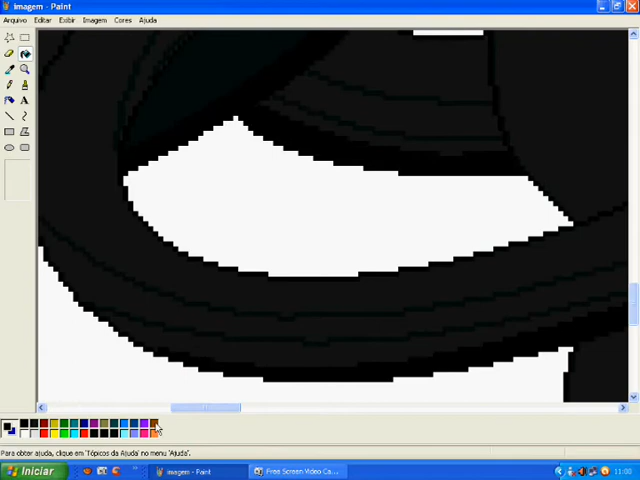 imagem - Paint
Arquivo Editar Exibir Imagem Cores Ajuda
A
Para obter ajuda, clique em 'Tópicos da Ajuda' no menu 'Ajuda'.
Iniciar
imagem - Paint
Free Screan Video Ca...
11:00